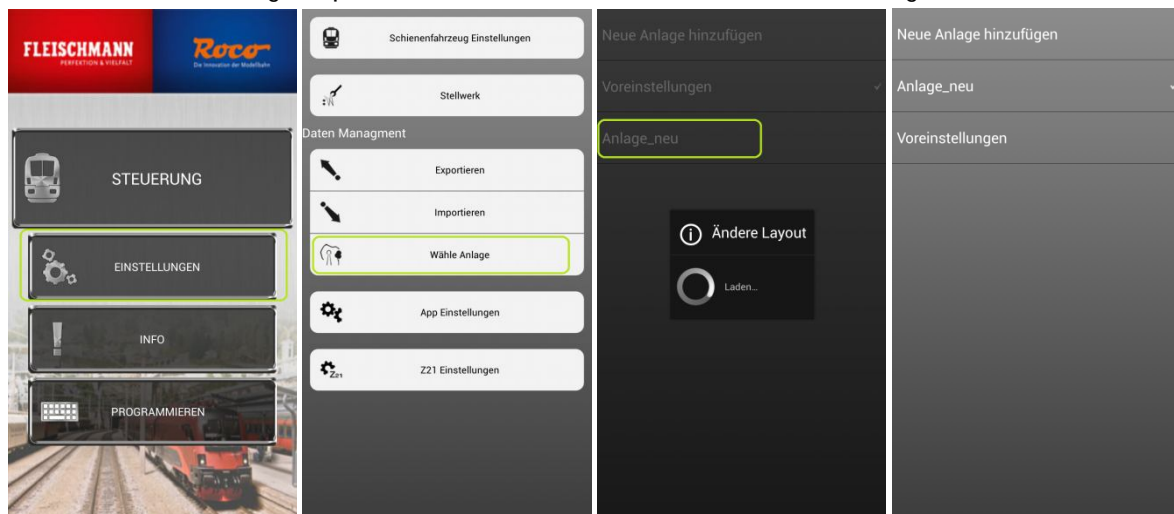 FLEISCHMANN
PERFEKTION & VIELFALT
Roco
Die Innovation der Modellbahn
STEUERUNG
EINSTELLUNGEN
INFO
PROGRAMMIEREN
Schienenfahrzeug Einstellungen
Stellwerk
Daten Managment
Exportieren
Importieren
Wähle Anlage
App Einstellungen
Z21
Z21 Einstellungen
Neue Anlage hinzufügen
Voreinstellungen
Anlage_neu
Ändere Layout
Laden...
Neue Anlage hinzufügen
Anlage_neu
Voreinstellungen